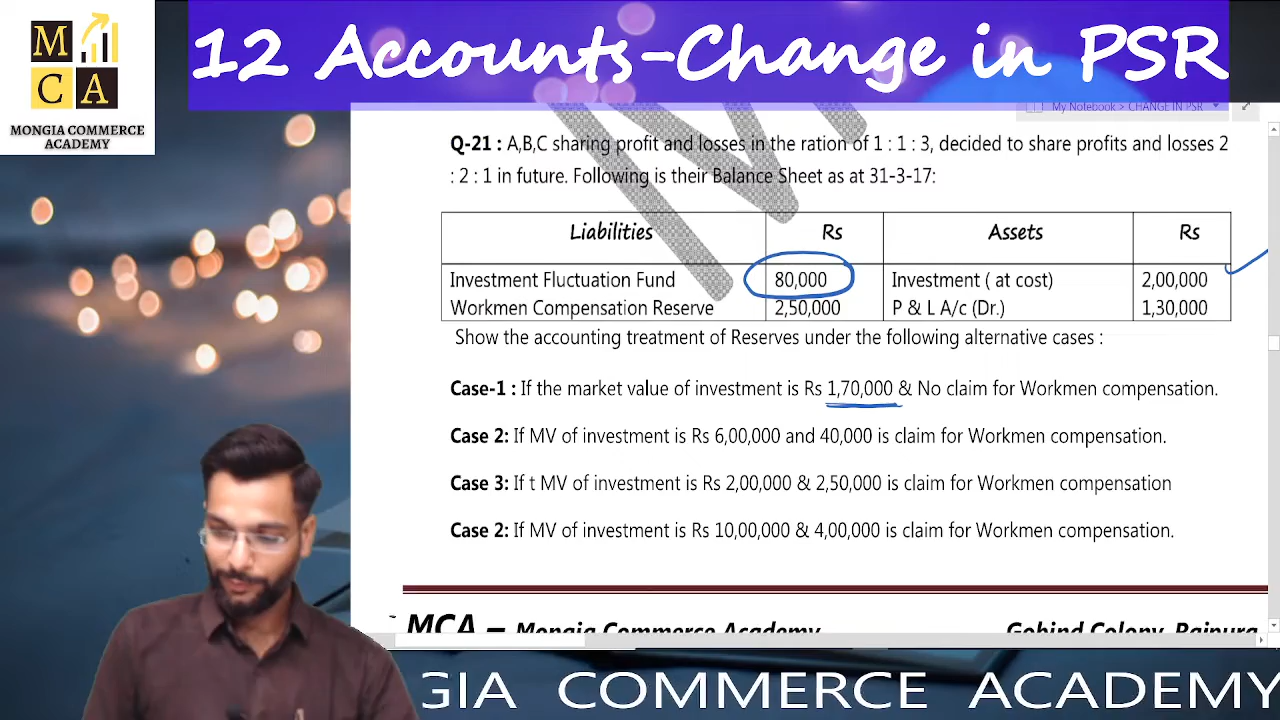 12 Accounts-Change in PSR
M
C A
MONGIA COMMERCE
ACADEMY
My Notebook > CHANGE IN PSR
Q-21 : A,B,C sharing profit and losses in the ration of 1 : 1 : 3, decided to share profits and losses 2
: 2 : 1 in future. Following is their Balance Sheet as at 31-3-17:
Liabilities Rs Assets Rs
Investment Fluctuation Fund 80,000 Investment ( at cost) 2,00,000
Workmen Compensation Reserve 2,50,000 P & L A/c (Dr.) 1,30,000
Show the accounting treatment of Reserves under the following alternative cases :
Case-1 : If the market value of investment is Rs 1,70,000 & No claim for Workmen compensation.
Case 2: If MV of investment is Rs 6,00,000 and 40,000 is claim for Workmen compensation.
Case 3: If t MV of investment is Rs 2,00,000 & 2,50,000 is claim for Workmen compensation
Case 2: If MV of investment is Rs 10,00,000 & 4,00,000 is claim for Workmen compensation.
MCA – Mongia Commerce Academy Gobind Colony, Rajpura
GIA COMMERCE ACADEMY